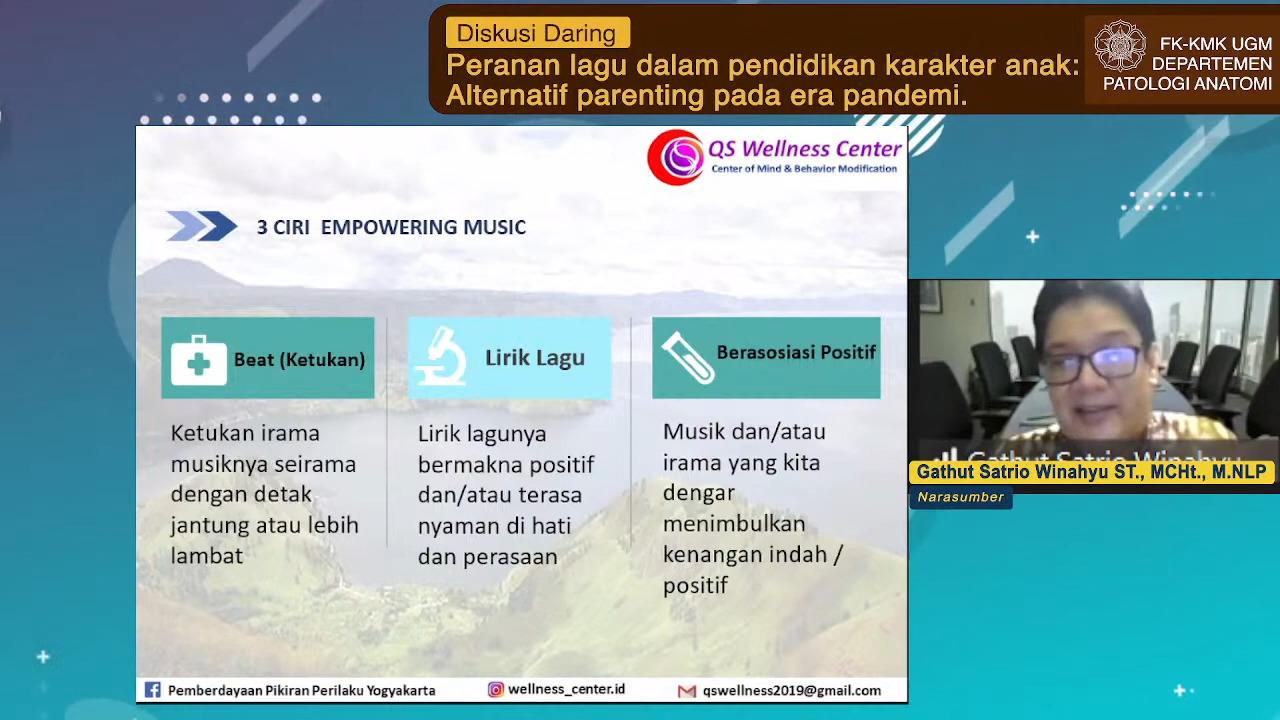 Diskusi Daring
Peranan lagu dalam pendidikan karakter anak:
Alternatif parenting pada era pandemi.
FK-KMK UGM
DEPARTEMEN
PATOLOGI ANATOMI
QS Wellness Center
Center of Mind & Behavior Modification
3 CIRI EMPOWERING MUSIC
Beat (Ketukan)
Ketukan irama
musiknya seirama
dengan detak
jantung atau lebih
lambat
Lirik Lagu
Lirik lagunya
bermakna positif
dan/atau terasa
nyaman di hati
dan perasaan
Berasosiasi Positif
Musik dan/atau
irama yang kita
dengar
menimbulkan
kenangan indah /
positif
Gathut Satrio Winahyu
Gathut Satrio Winahyu ST., MCHt., M.NLP
Narasumber
Pemberdayaan Pikiran Perilaku Yogyakarta
wellness_center.id
qswellness2019@gmail.com